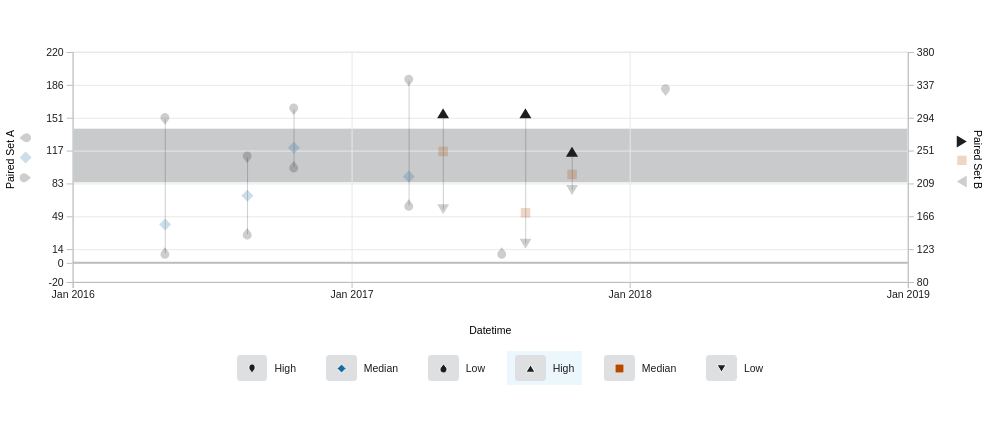 220
186
151
117
83
49
14
0
-20
380
337
294
251
209
166
123
80
Paired Set A
Paired Set B
Jan 2016
Jan 2017
Jan 2018
Jan 2019
Datetime
High
Median
Low
High
Median
Low